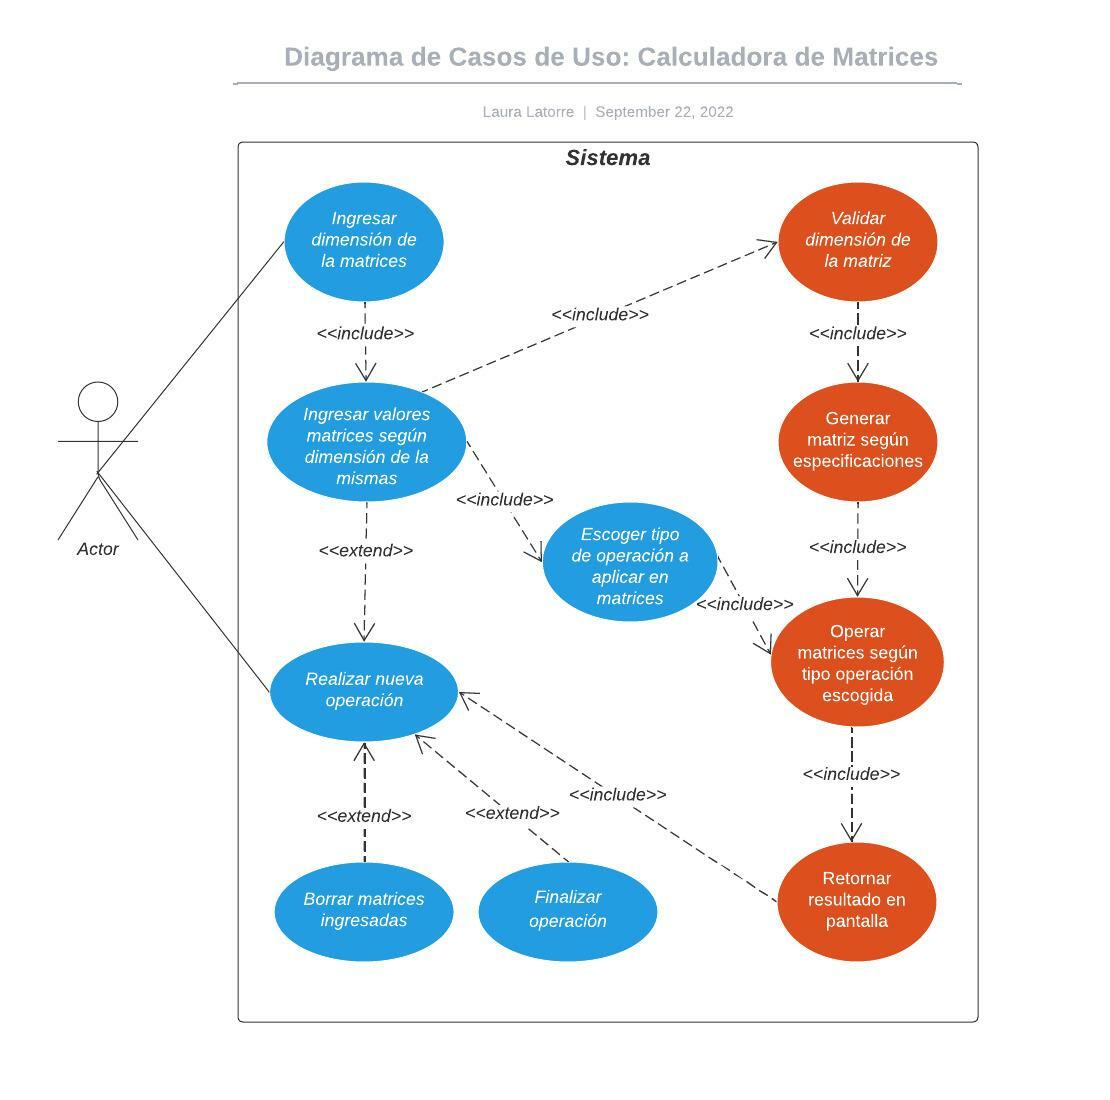 Diagrama de Casos de Uso: Calculadora de Matrices
Laura Latorre | September 22, 2022
Sistema
Ingresar
dimensión de
la matrices
Validar
dimensión de
la matriz
<<include>>
<<include>>
<<include>>
Ingresar valores
matrices según
dimensión de la
mismas
Generar
matriz según
especificaciones
<<include>>
Escoger tipo
de operación a
aplicar en
matrices
Actor
<<extend>>
<<include>>
<<include>>
Operar
matrices según
tipo operación
escogida
Realizar nueva
operación
<<include>>
<<include>>
<<extend>>
<<extend>>
Borrar matrices
ingresadas
Finalizar
operación
Retornar
resultado en
pantalla